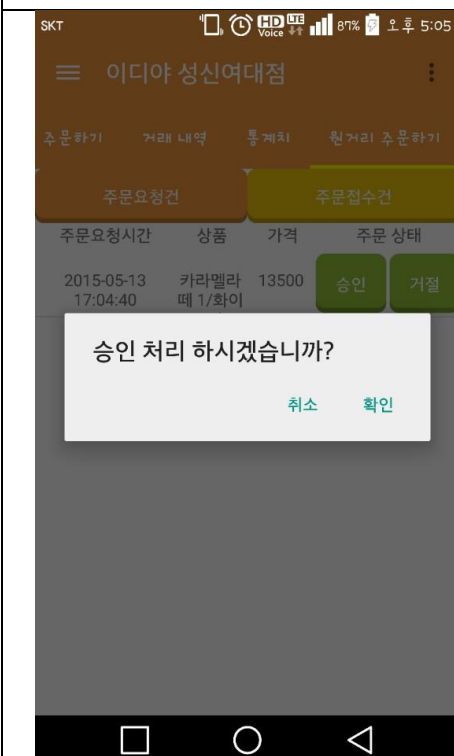 SKT HD Voice LTE 87% 오후 5:05
이디야 성신여대점
주문하기 거래 내역 통계치 원거리 주문하기
주문요청건 주문접수건
주문요청시간 상품 가격 주문 상태
2015-05-13 카라멜라 13500 승인 거절
17:04:40 떼 1/화이
승인 처리 하시겠습니까?
취소 확인